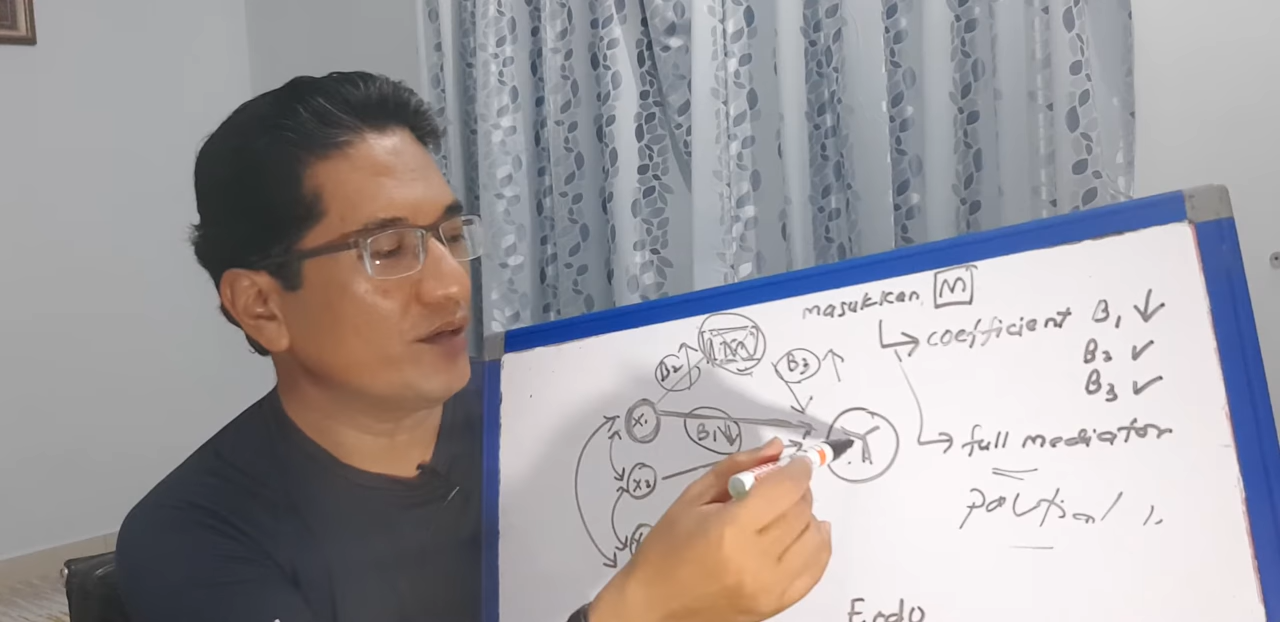 masukkan M
coefficient B₁ ↓
B₂ ✓
B₃ ✓
full mediator
partial
B₂ ↑
M
B₃ ↑
X₁
B₁ ↓
X₂
Y
Endo